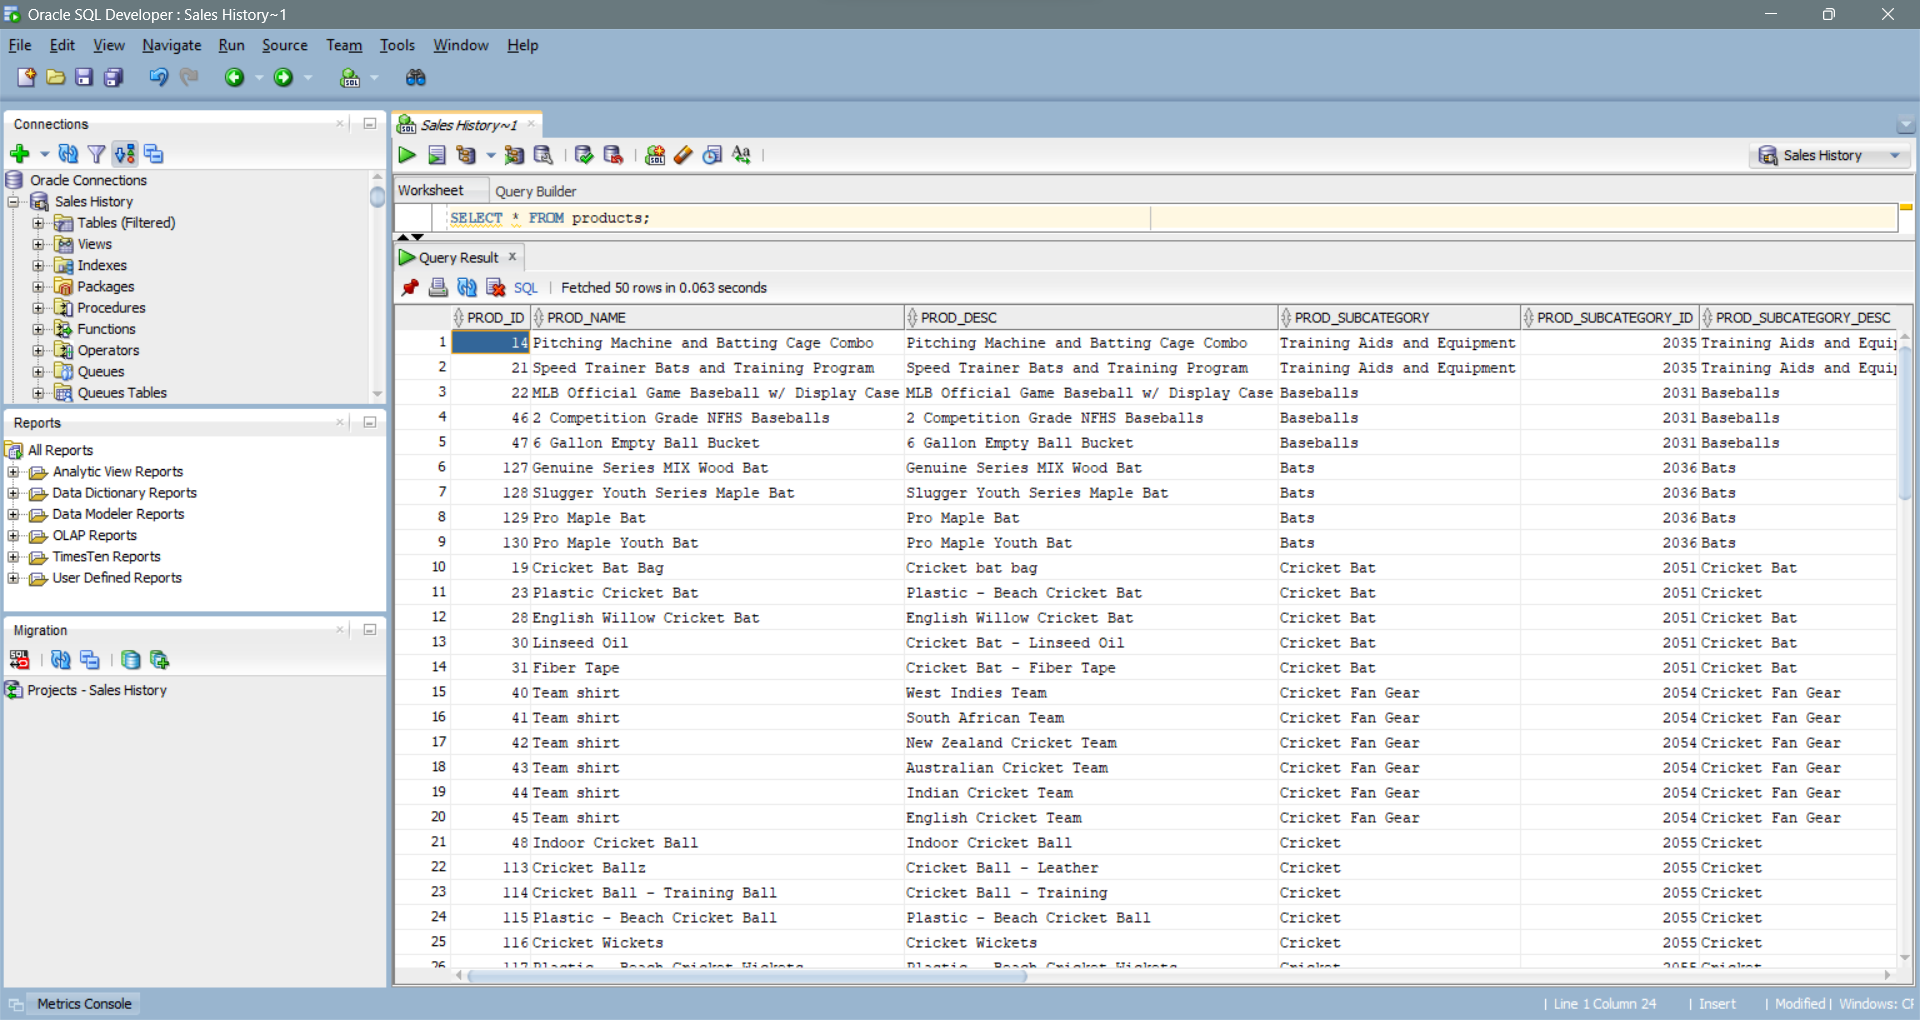 Oracle SQL Developer : Sales History~1
File Edit View Navigate Run Source Team Tools Window Help
Connections
Oracle Connections
Sales History
Tables (Filtered)
Views
Indexes
Packages
Procedures
Functions
Operators
Queues
Queues Tables
Reports
All Reports
Analytic View Reports
Data Dictionary Reports
Data Modeler Reports
OLAP Reports
TimesTen Reports
User Defined Reports
Migration
Projects - Sales History
Sales History~1
Sales History
Worksheet Query Builder
SELECT * FROM products;
Query Result
SQL | Fetched 50 rows in 0.063 seconds
PROD_ID PROD_NAME PROD_DESC PROD_SUBCATEGORY PROD_SUBCATEGORY_ID PROD_SUBCATEGORY_DESC
1 14 Pitching Machine and Batting Cage Combo Pitching Machine and Batting Cage Combo Training Aids and Equipment 2035 Training Aids and Equip
2 21 Speed Trainer Bats and Training Program Speed Trainer Bats and Training Program Training Aids and Equipment 2035 Training Aids and Equip
3 22 MLB Official Game Baseball w/ Display Case MLB Official Game Baseball w/ Display Case Baseballs 2031 Baseballs
4 46 2 Competition Grade NFHS Baseballs 2 Competition Grade NFHS Baseballs Baseballs 2031 Baseballs
5 47 6 Gallon Empty Ball Bucket 6 Gallon Empty Ball Bucket Baseballs 2031 Baseballs
6 127 Genuine Series MIX Wood Bat Genuine Series MIX Wood Bat Bats 2036 Bats
7 128 Slugger Youth Series Maple Bat Slugger Youth Series Maple Bat Bats 2036 Bats
8 129 Pro Maple Bat Pro Maple Bat Bats 2036 Bats
9 130 Pro Maple Youth Bat Pro Maple Youth Bat Bats 2036 Bats
10 19 Cricket Bat Bag Cricket bat bag Cricket Bat 2051 Cricket Bat
11 23 Plastic Cricket Bat Plastic - Beach Cricket Bat Cricket Bat 2051 Cricket
12 28 English Willow Cricket Bat English Willow Cricket Bat Cricket Bat 2051 Cricket Bat
13 30 Linseed Oil Cricket Bat - Linseed Oil Cricket Bat 2051 Cricket Bat
14 31 Fiber Tape Cricket Bat - Fiber Tape Cricket Bat 2051 Cricket Bat
15 40 Team shirt West Indies Team Cricket Fan Gear 2054 Cricket Fan Gear
16 41 Team shirt South African Team Cricket Fan Gear 2054 Cricket Fan Gear
17 42 Team shirt New Zealand Cricket Team Cricket Fan Gear 2054 Cricket Fan Gear
18 43 Team shirt Australian Cricket Team Cricket Fan Gear 2054 Cricket Fan Gear
19 44 Team shirt Indian Cricket Team Cricket Fan Gear 2054 Cricket Fan Gear
20 45 Team shirt English Cricket Team Cricket Fan Gear 2054 Cricket Fan Gear
21 48 Indoor Cricket Ball Indoor Cricket Ball Cricket 2055 Cricket
22 113 Cricket Ballz Cricket Ball - Leather Cricket 2055 Cricket
23 114 Cricket Ball - Training Ball Cricket Ball - Training Cricket 2055 Cricket
24 115 Plastic - Beach Cricket Ball Plastic - Beach Cricket Ball Cricket 2055 Cricket
25 116 Cricket Wickets Cricket Wickets Cricket 2055 Cricket
26 117 Plastic - Beach Cricket Wickets Plastic - Beach Cricket Wickets Cricket 2055 Cricket
Metrics Console
| Line 1 Column 24 | Insert | Modified | Windows: